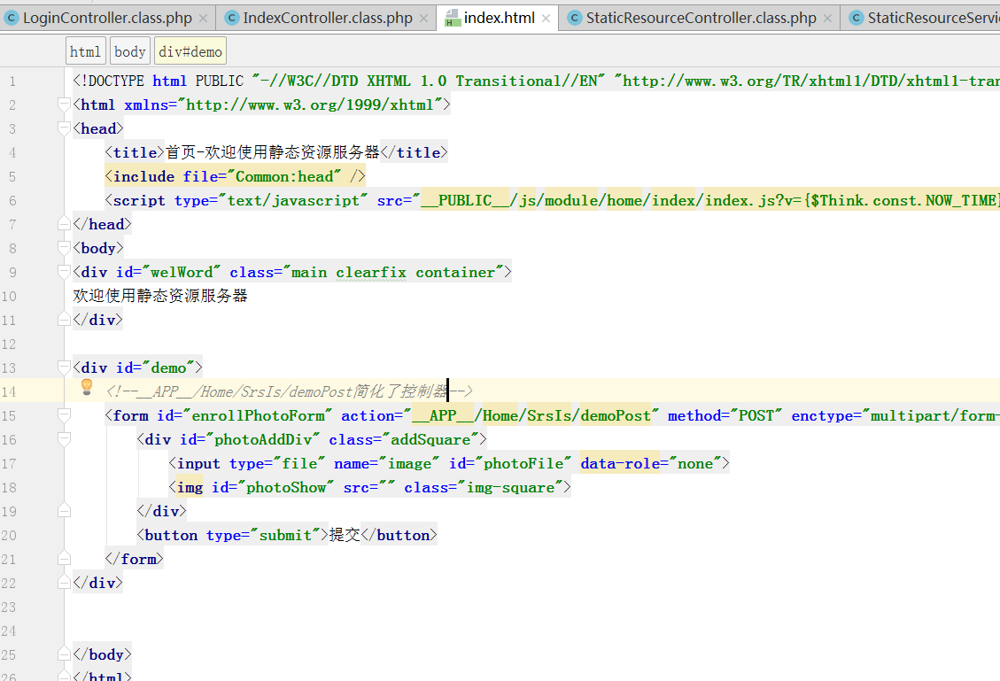 LoginController.class.php × IndexController.class.php × index.html × StaticResourceController.class.php × StaticResourceServi
html body div#demo
1 <!DOCTYPE html PUBLIC "-//W3C//DTD XHTML 1.0 Transitional//EN" "http://www.w3.org/TR/xhtml1/DTD/xhtml1-tran
2 <html xmlns="http://www.w3.org/1999/xhtml">
3 <head>
4 <title>首页-欢迎使用静态资源服务器</title>
5 <include file="Common:head" />
6 <script type="text/javascript" src="__PUBLIC__/js/module/home/index/index.js?v={$Think.const.NOW_TIME}
7 </head>
8 <body>
9 <div id="welWord" class="main clearfix container">
10 欢迎使用静态资源服务器
11 </div>
12
13 <div id="demo">
14 <!--__APP__/Home/SrsIs/demoPost简化了控制器-->
15 <form id="enrollPhotoForm" action="__APP__/Home/SrsIs/demoPost" method="POST" enctype="multipart/form-
16 <div id="photoAddDiv" class="addSquare">
17 <input type="file" name="image" id="photoFile" data-role="none">
18 <img id="photoShow" src="" class="img-square">
19 </div>
20 <button type="submit">提交</button>
21 </form>
22 </div>
23
24
25 </body>
26 </html>